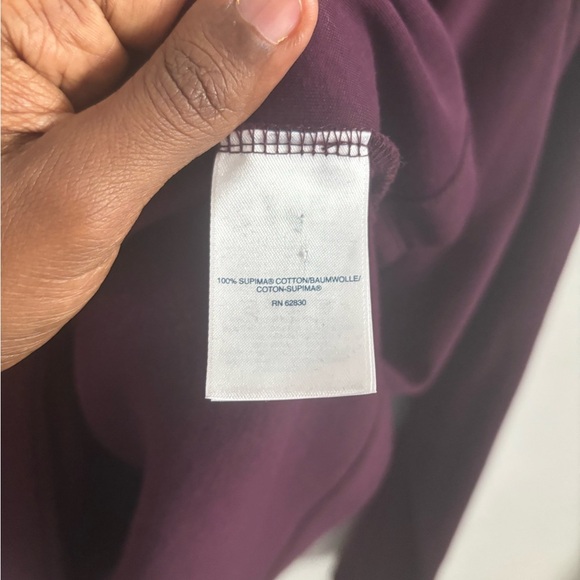 100% SUPIMA® COTTON/BAUMWOLLE/
COTON-SUPIMA®
RN 62830